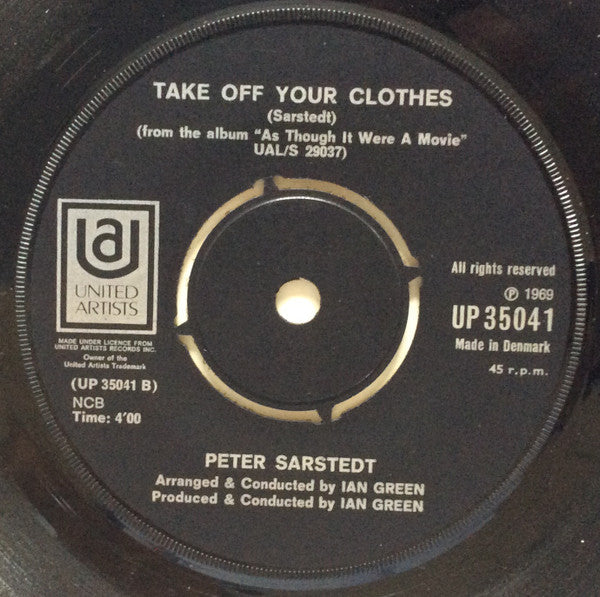 TAKE OFF YOUR CLOTHES
(Sarstedt)
(from the album "As Though It Were A Movie"
UAL/S 29037)
UA
UNITED
ARTISTS
MADE UNDER LICENCE FROM
UNITED ARTISTS RECORDS INC.
Owner of the
United Artists Trademark
(UP 35041 B)
NCB
Time: 4'00
All rights reserved
℗ 1969
UP 35041
Made in Denmark
45 r.p.m.
PETER SARSTEDT
Arranged & Conducted by IAN GREEN
Produced & Conducted by IAN GREEN